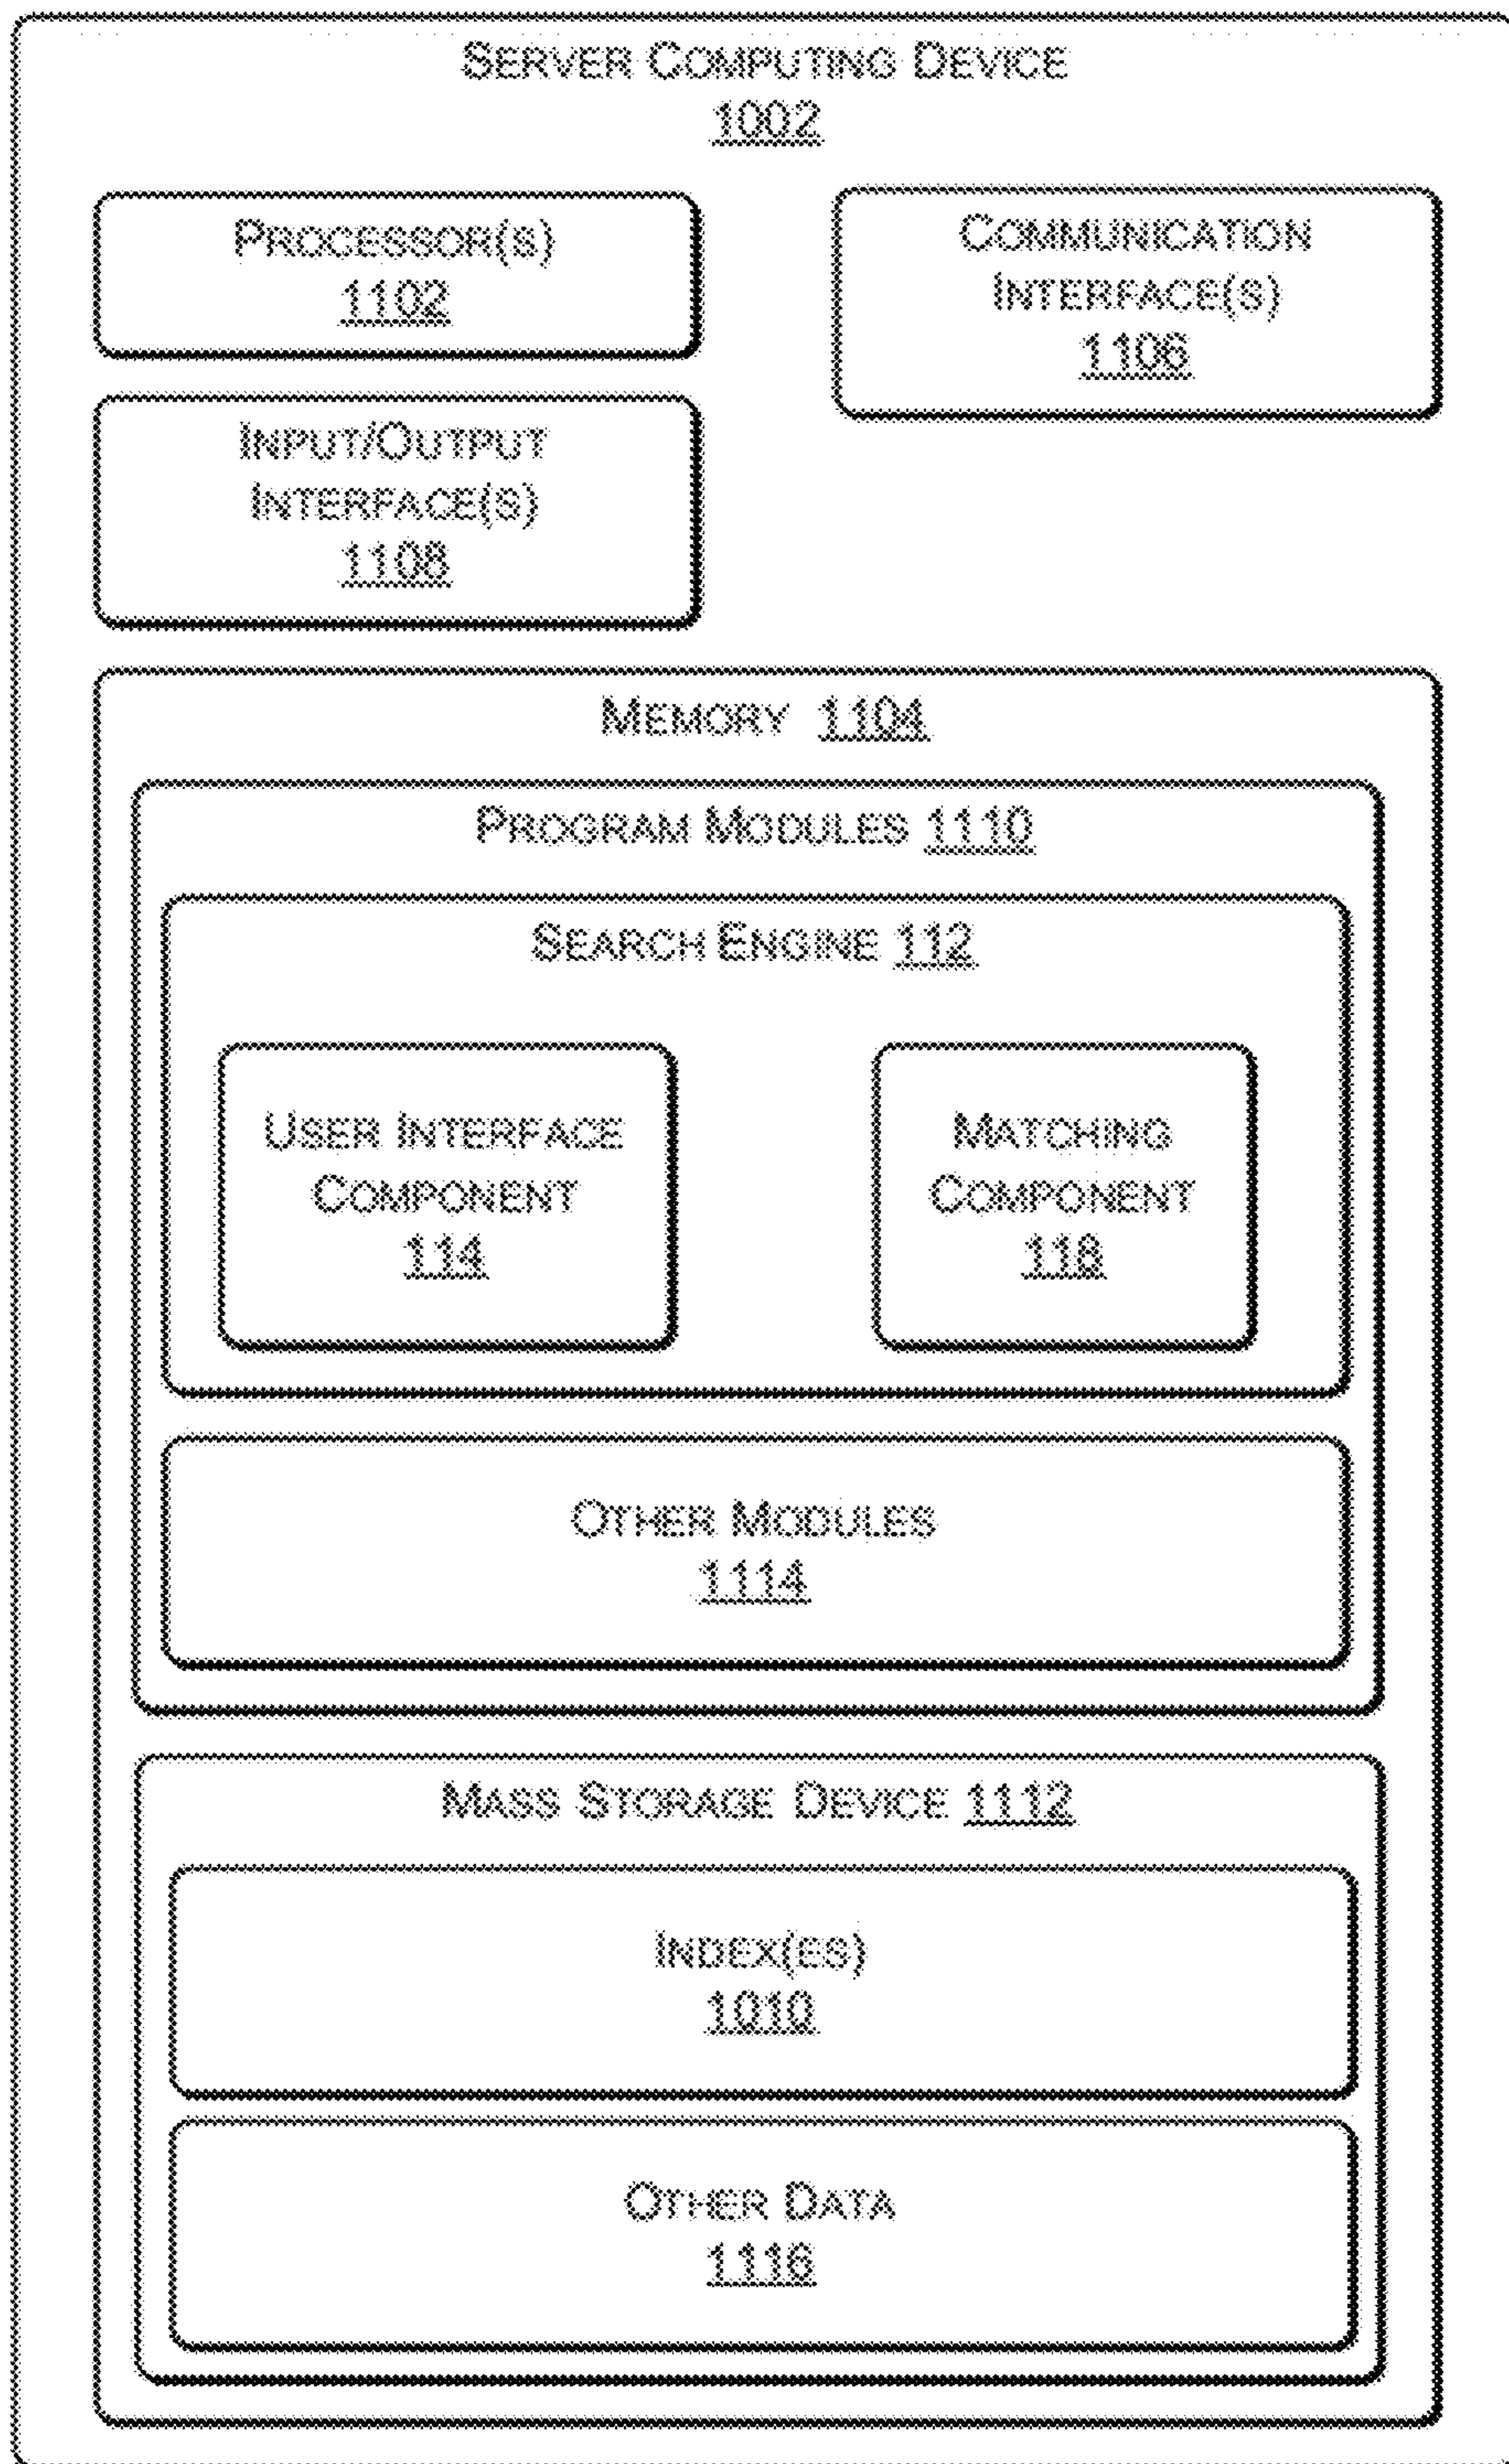 SERVER COMPUTING DEVICE
1002
PROCESSOR(S)
1102
COMMUNICATION
INTERFACE(S)
1106
INPUT/OUTPUT
INTERFACE(S)
1108
MEMORY 1104
PROGRAM MODULES 1110
SEARCH ENGINE 112
USER INTERFACE
COMPONENT
114
MATCHING
COMPONENT
118
OTHER MODULES
1114
MASS STORAGE DEVICE 1112
INDEX(ES)
1010
OTHER DATA
1116